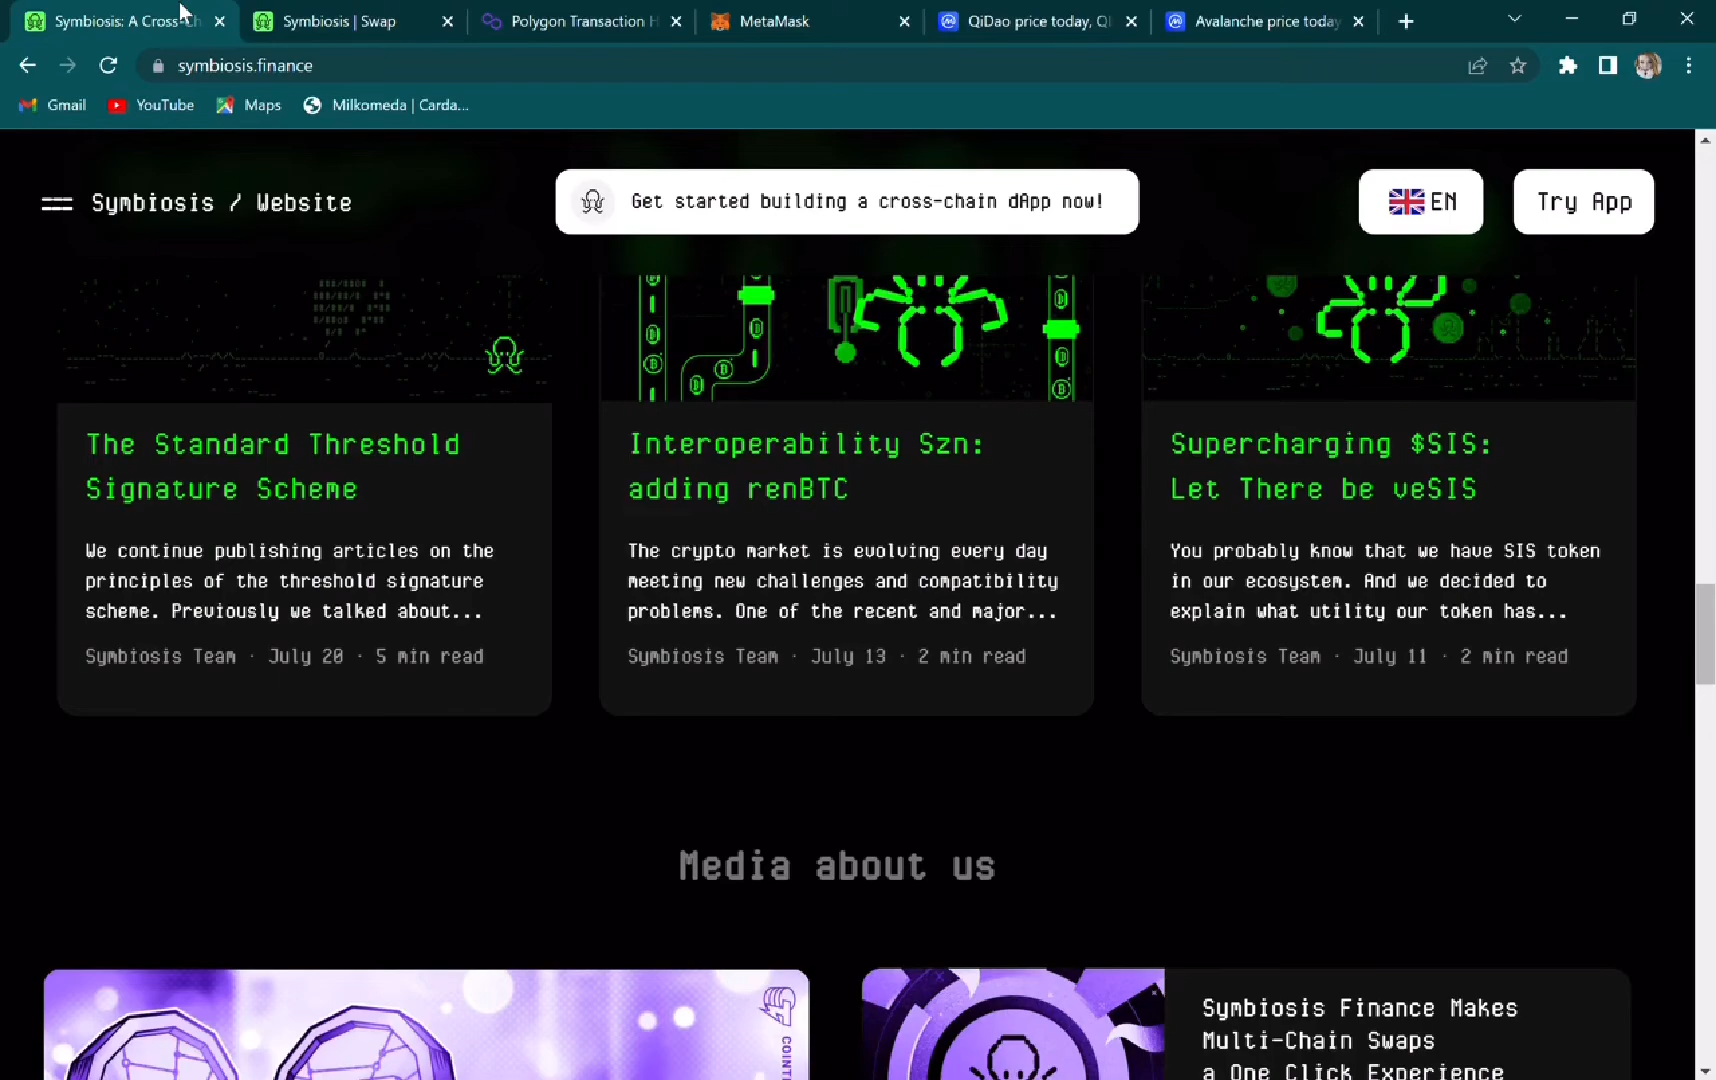 Symbiosis: A Cross-Ch
Symbiosis | Swap
Polygon Transaction H
MetaMask
QiDao price today, QI
Avalanche price today
symbiosis.finance
Gmail
YouTube
Maps
Milkomeda | Carda...
Symbiosis / Website
Get started building a cross-chain dApp now!
EN
Try App
The Standard Threshold
Signature Scheme
We continue publishing articles on the
principles of the threshold signature
scheme. Previously we talked about...
Symbiosis Team · July 20 · 5 min read
Interoperability Szn:
adding renBTC
The crypto market is evolving every day
meeting new challenges and compatibility
problems. One of the recent and major...
Symbiosis Team · July 13 · 2 min read
Supercharging $SIS:
Let There be veSIS
You probably know that we have SIS token
in our ecosystem. And we decided to
explain what utility our token has...
Symbiosis Team · July 11 · 2 min read
Media about us
COINT
Symbiosis Finance Makes
Multi-Chain Swaps
a One Click Experience